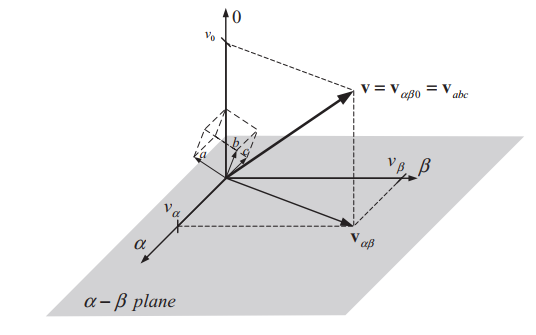 0
v₀
v = v_αβ0 = v_abc
a
b
c
v_β
β
v_α
α
v_αβ
α – β plane